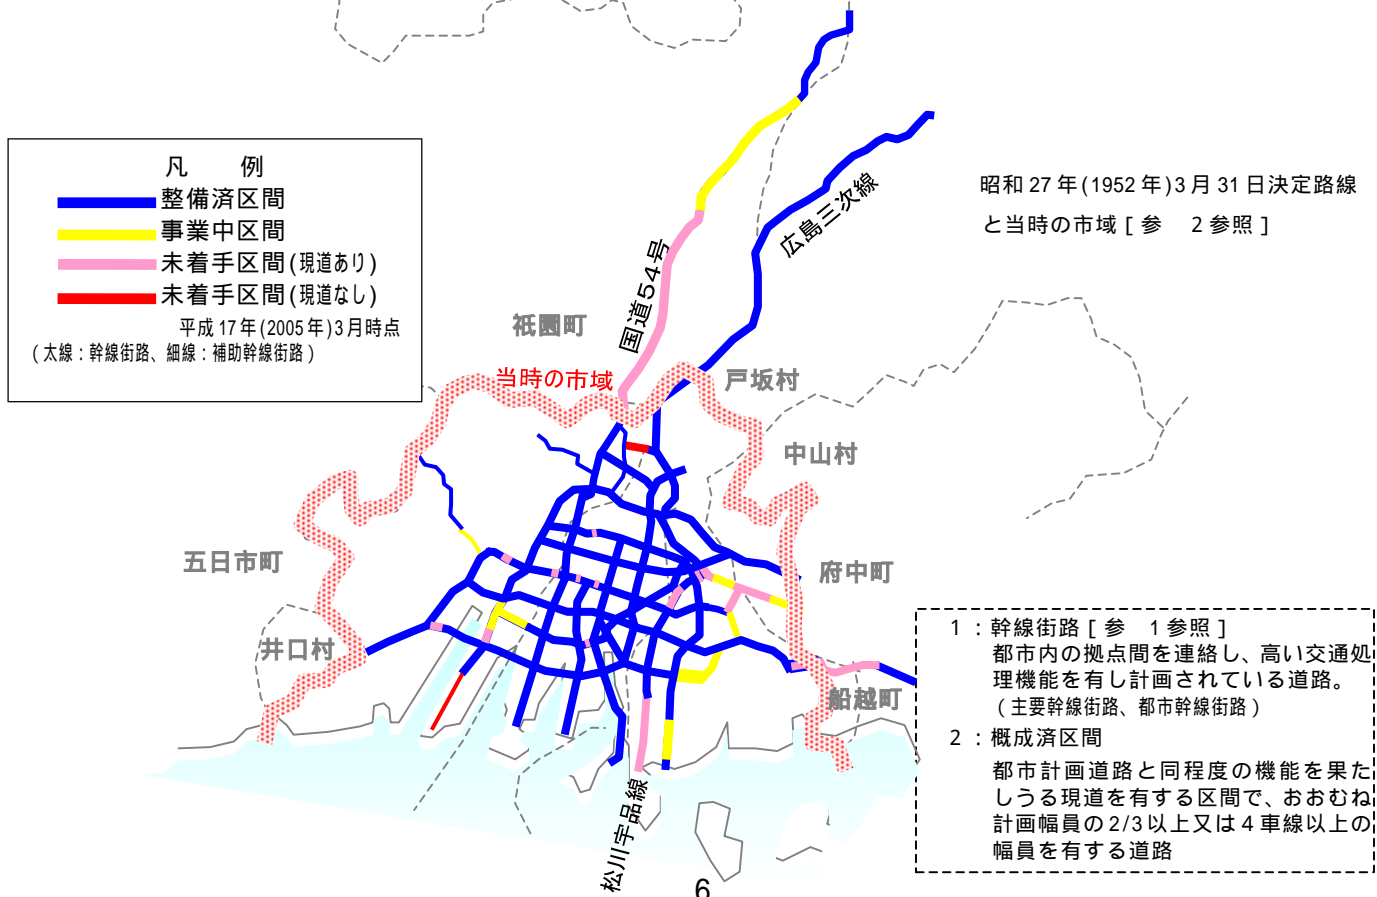 凡　例
整備済区間
事業中区間
未着手区間(現道あり)
未着手区間(現道なし)
平成17年(2005年)3月時点
（太線：幹線街路、細線：補助幹線街路）
昭和27年(1952年)3月31日決定路線
と当時の市域［参　2参照］
広島三次線
国道54号
祇園町
当時の市域
戸坂村
中山村
五日市町
府中町
井口村
船越町
松川宇品線
1：幹線街路［参　1参照］
都市内の拠点間を連絡し、高い交通処
理機能を有し計画されている道路。
（主要幹線街路、都市幹線街路）
2：概成済区間
都市計画道路と同程度の機能を果た
しうる現道を有する区間で、おおむね
計画幅員の2/3以上又は4車線以上の
幅員を有する道路
6